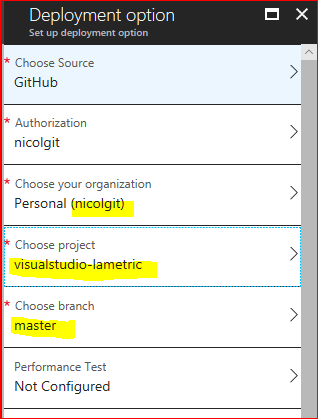 Deployment option
Set up deployment option
* Choose Source
GitHub
* Authorization
nicolgit
* Choose your organization
Personal (nicolgit)
* Choose project
visualstudio-lametric
* Choose branch
master
Performance Test
Not Configured